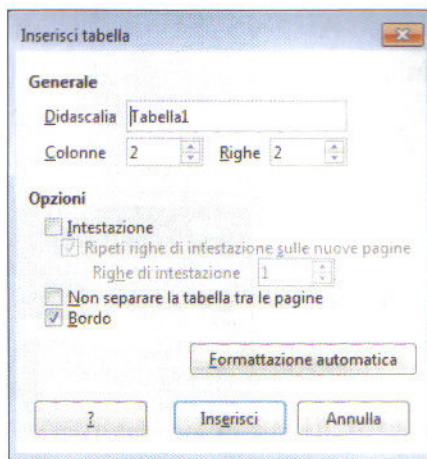 Inserisci tabella
Generale
Didascalia Tabella1
Colonne 2 Righe 2
Opzioni
Intestazione
Ripeti righe di intestazione sulle nuove pagine
Righe di intestazione 1
Non separare la tabella tra le pagine
Bordo
Formattazione automatica
? Inserisci Annulla